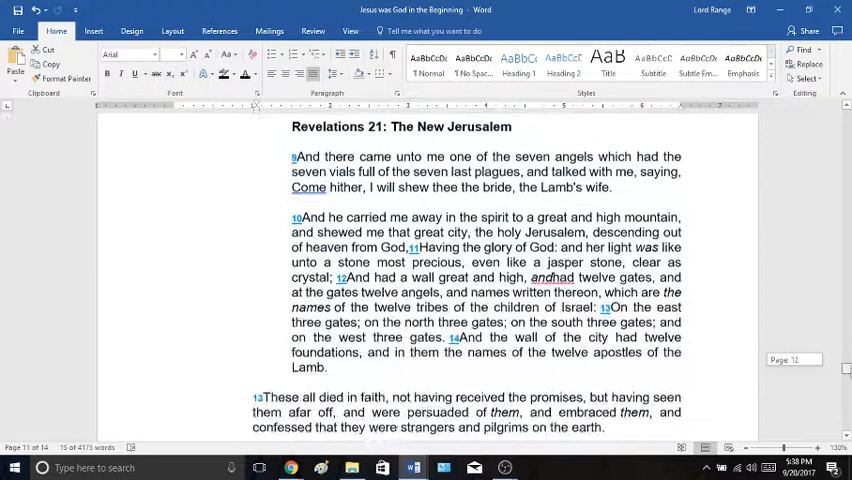 Jesus was God in the Beginning - Word
Lord Range
File Home Insert Design Layout References Mailings Review View Tell me what you want to do... Share
Paste
Cut
Copy
Format Painter
Clipboard
Arial
Font
Paragraph
AaBbCcDc AaBbCcDc AaBbCc AaBbCcC AaB AaBbCcD AaBbCcDc AaBbCcDc
¶ Normal ¶ No Spac... Heading 1 Heading 2 Title Subtitle Subtle Em... Emphasis
Styles
Find
Replace
Select
Editing
Revelations 21: The New Jerusalem
9And there came unto me one of the seven angels which had the
seven vials full of the seven last plagues, and talked with me, saying,
Come hither, I will shew thee the bride, the Lamb's wife.
10And he carried me away in the spirit to a great and high mountain,
and shewed me that great city, the holy Jerusalem, descending out
of heaven from God,11Having the glory of God: and her light was like
unto a stone most precious, even like a jasper stone, clear as
crystal; 12And had a wall great and high, andhad twelve gates, and
at the gates twelve angels, and names written thereon, which are the
names of the twelve tribes of the children of Israel: 13On the east
three gates; on the north three gates; on the south three gates; and
on the west three gates. 14And the wall of the city had twelve
foundations, and in them the names of the twelve apostles of the
Lamb.
Page: 12
13These all died in faith, not having received the promises, but having seen
them afar off, and were persuaded of them, and embraced them, and
confessed that they were strangers and pilgrims on the earth.
Page 11 of 14 15 of 4175 words
130%
Type here to search
5:38 PM
9/20/2017